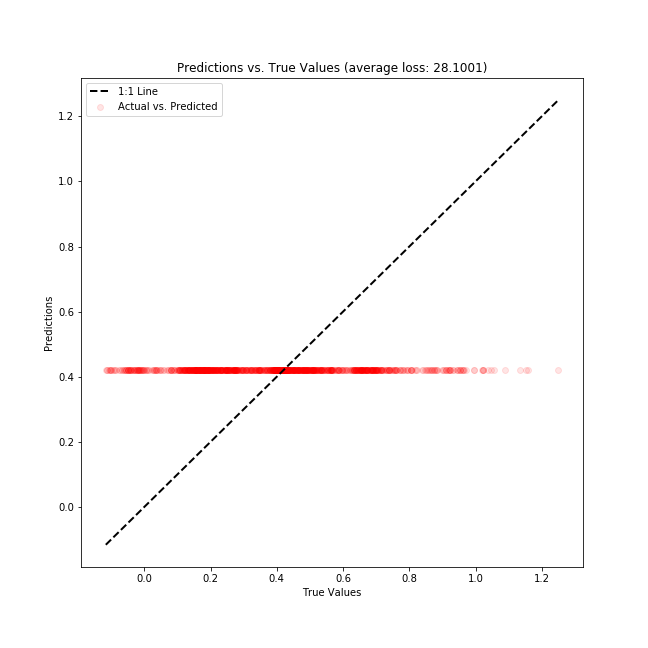 Predictions vs. True Values (average loss: 28.1001)
1:1 Line
Actual vs. Predicted
1.2
1.0
0.8
0.6
0.4
0.2
0.0
Predictions
0.0 0.2 0.4 0.6 0.8 1.0 1.2
True Values